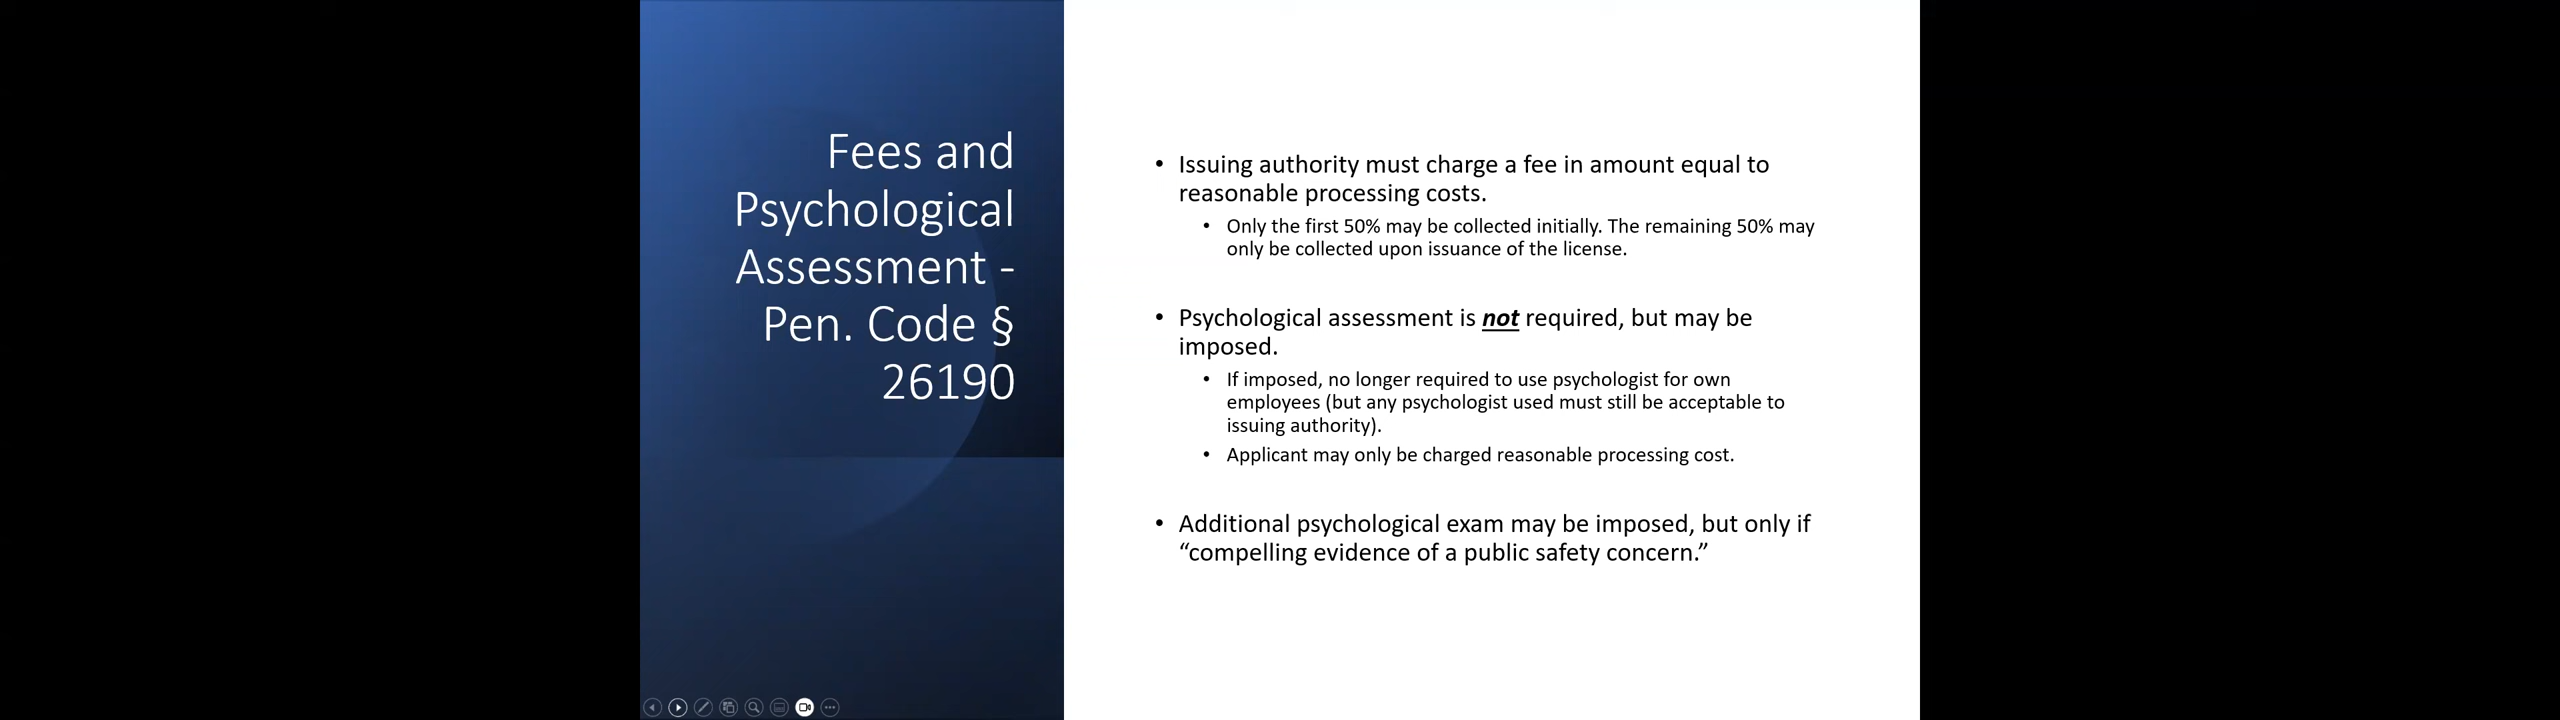 Fees and
Psychological
Assessment -
Pen. Code §
26190
• Issuing authority must charge a fee in amount equal to
reasonable processing costs.
• Only the first 50% may be collected initially. The remaining 50% may
only be collected upon issuance of the license.
• Psychological assessment is not required, but may be
imposed.
• If imposed, no longer required to use psychologist for own
employees (but any psychologist used must still be acceptable to
issuing authority).
• Applicant may only be charged reasonable processing cost.
• Additional psychological exam may be imposed, but only if
“compelling evidence of a public safety concern.”